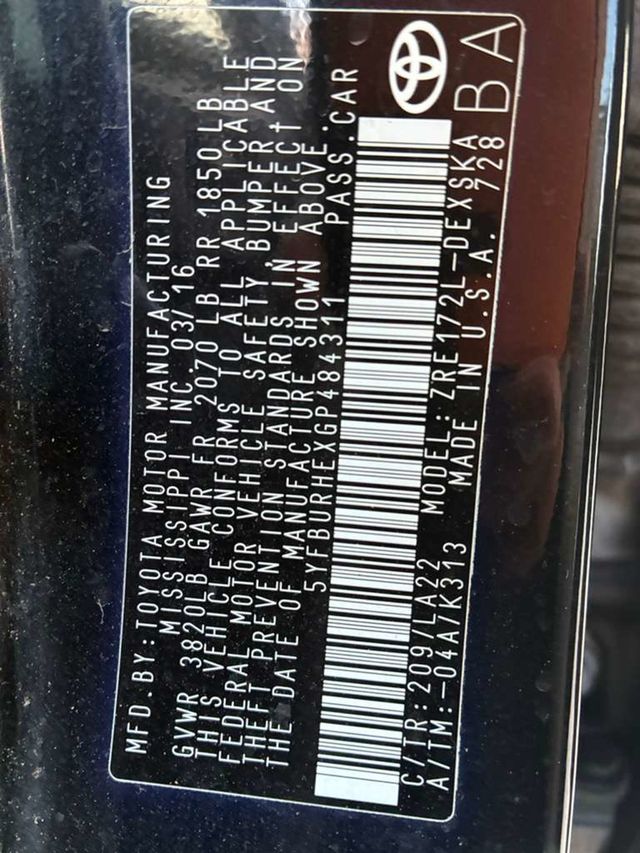 MFD.BY:TOYOTA MOTOR MANUFACTURING
MISSISSIPPI INC. 03/16
GVWR 3820LB GAWR FR 2070 LB RR 1850LB
THIS VEHICLE CONFORMS TO ALL APPLICABLE
FEDERAL MOTOR VEHICLE SAFETY, BUMPER AND
THEFT PREVENTION STANDARDS IN EFFECT ON
THE DATE OF MANUFACTURE SHOWN ABOVE.
5YFBURHEXGP484311 PASS.CAR
C/TR:209/LA22 MODEL:ZRE172L-DEXSKA
A/TM:-04A/K313 MADE IN U.S.A. 728
BA